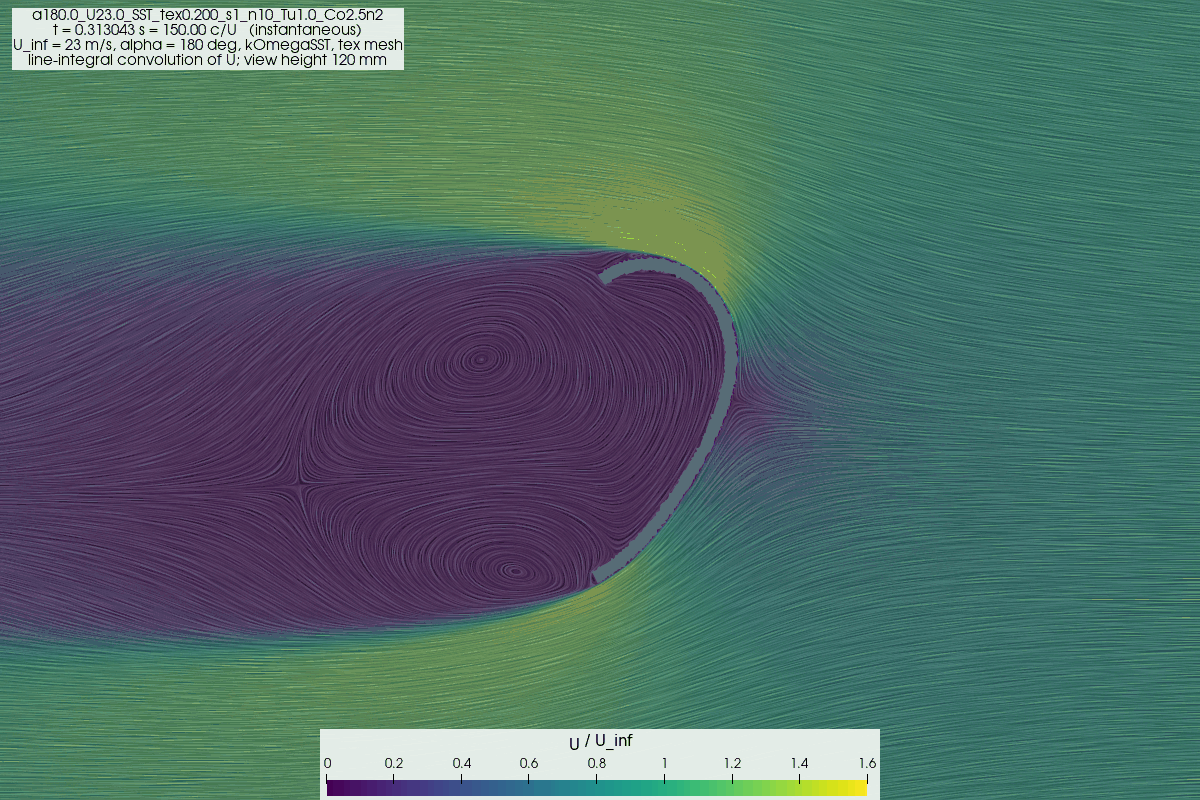 a180.0_U23.0_SST_tex0.200_s1_n10_Tu1.0_Co2.5n2
t = 0.313043 s = 150.00 c/U (instantaneous)
U_inf = 23 m/s, alpha = 180 deg, kOmegaSST, tex mesh
line-integral convolution of U; view height 120 mm
U / U_inf
0 0.2 0.4 0.6 0.8 1 1.2 1.4 1.6